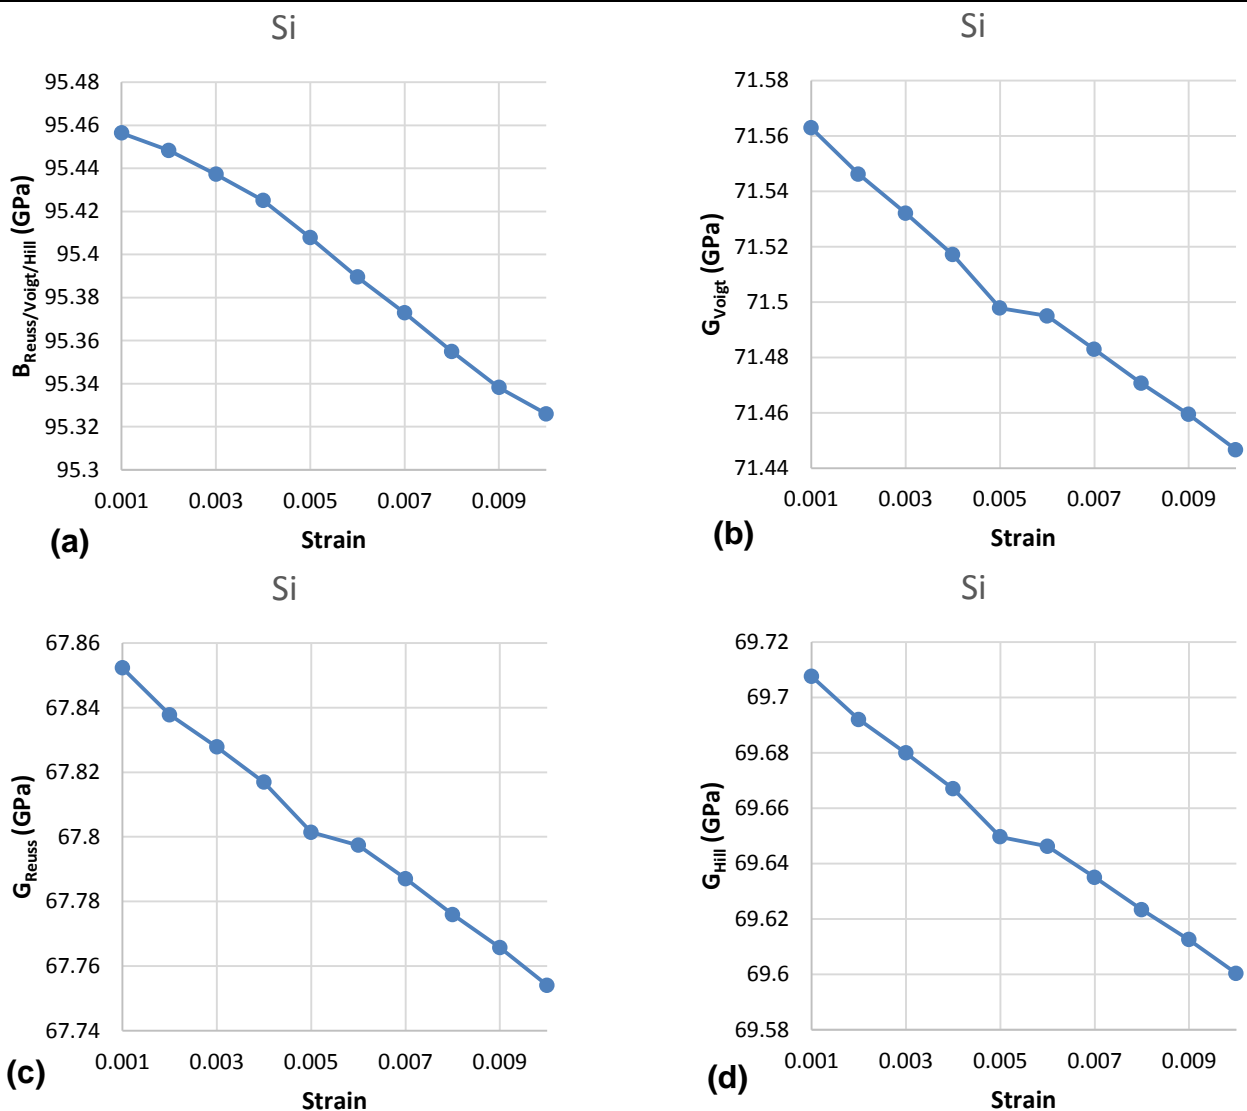 Si
95.48
95.46
95.44
95.42
95.4
95.38
95.36
95.34
95.32
95.3
B Reuss/Voigt/Hill (GPa)
0.001 0.003 0.005 0.007 0.009
Strain
(a)
Si
71.58
71.56
71.54
71.52
71.5
71.48
71.46
71.44
G Voigt (GPa)
0.001 0.003 0.005 0.007 0.009
Strain
(b)
Si
67.86
67.84
67.82
67.8
67.78
67.76
67.74
G Reuss (GPa)
0.001 0.003 0.005 0.007 0.009
Strain
(c)
Si
69.72
69.7
69.68
69.66
69.64
69.62
69.6
69.58
G Hill (GPa)
0.001 0.003 0.005 0.007 0.009
Strain
(d)